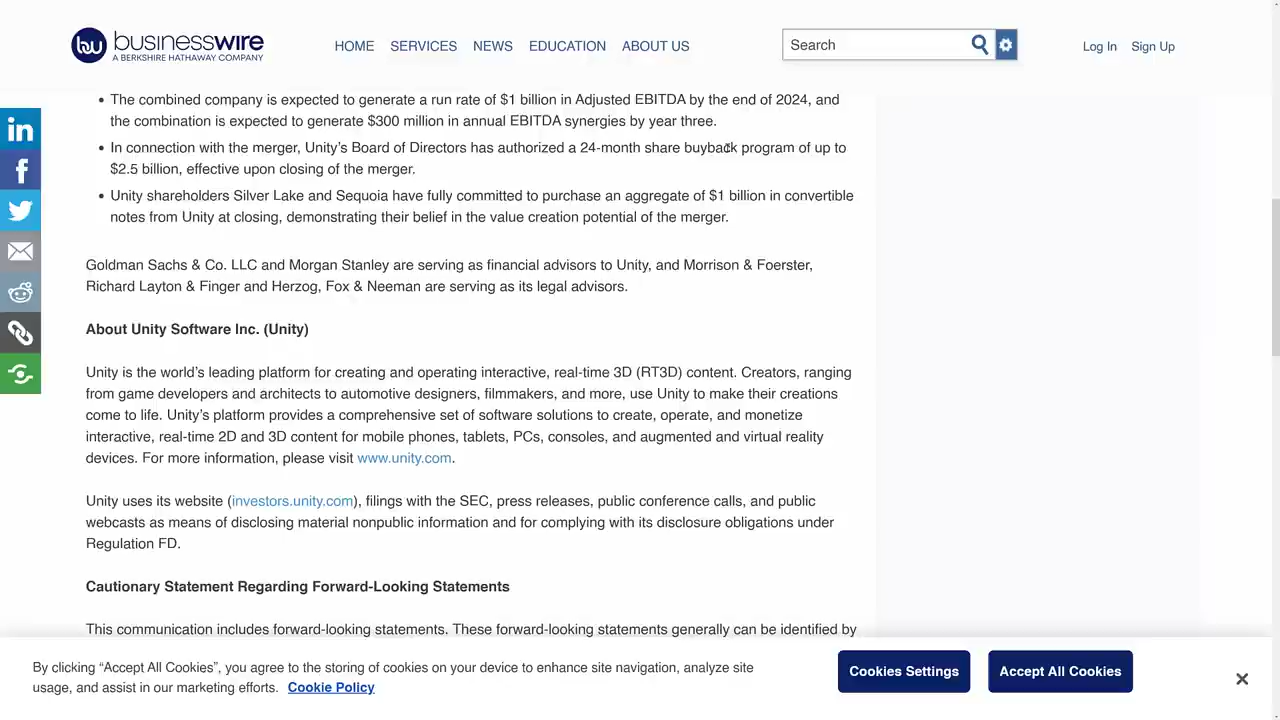 businesswire
A BERKSHIRE HATHAWAY COMPANY
HOME SERVICES NEWS EDUCATION ABOUT US
Search
Log In Sign Up
The combined company is expected to generate a run rate of $1 billion in Adjusted EBITDA by the end of 2024, and
the combination is expected to generate $300 million in annual EBITDA synergies by year three.
In connection with the merger, Unity’s Board of Directors has authorized a 24-month share buyback program of up to
$2.5 billion, effective upon closing of the merger.
Unity shareholders Silver Lake and Sequoia have fully committed to purchase an aggregate of $1 billion in convertible
notes from Unity at closing, demonstrating their belief in the value creation potential of the merger.
Goldman Sachs & Co. LLC and Morgan Stanley are serving as financial advisors to Unity, and Morrison & Foerster,
Richard Layton & Finger and Herzog, Fox & Neeman are serving as its legal advisors.
About Unity Software Inc. (Unity)
Unity is the world’s leading platform for creating and operating interactive, real-time 3D (RT3D) content. Creators, ranging
from game developers and architects to automotive designers, filmmakers, and more, use Unity to make their creations
come to life. Unity’s platform provides a comprehensive set of software solutions to create, operate, and monetize
interactive, real-time 2D and 3D content for mobile phones, tablets, PCs, consoles, and augmented and virtual reality
devices. For more information, please visit www.unity.com.
Unity uses its website (investors.unity.com), filings with the SEC, press releases, public conference calls, and public
webcasts as means of disclosing material nonpublic information and for complying with its disclosure obligations under
Regulation FD.
Cautionary Statement Regarding Forward-Looking Statements
This communication includes forward-looking statements. These forward-looking statements generally can be identified by
By clicking “Accept All Cookies”, you agree to the storing of cookies on your device to enhance site navigation, analyze site
usage, and assist in our marketing efforts. Cookie Policy
Cookies Settings
Accept All Cookies